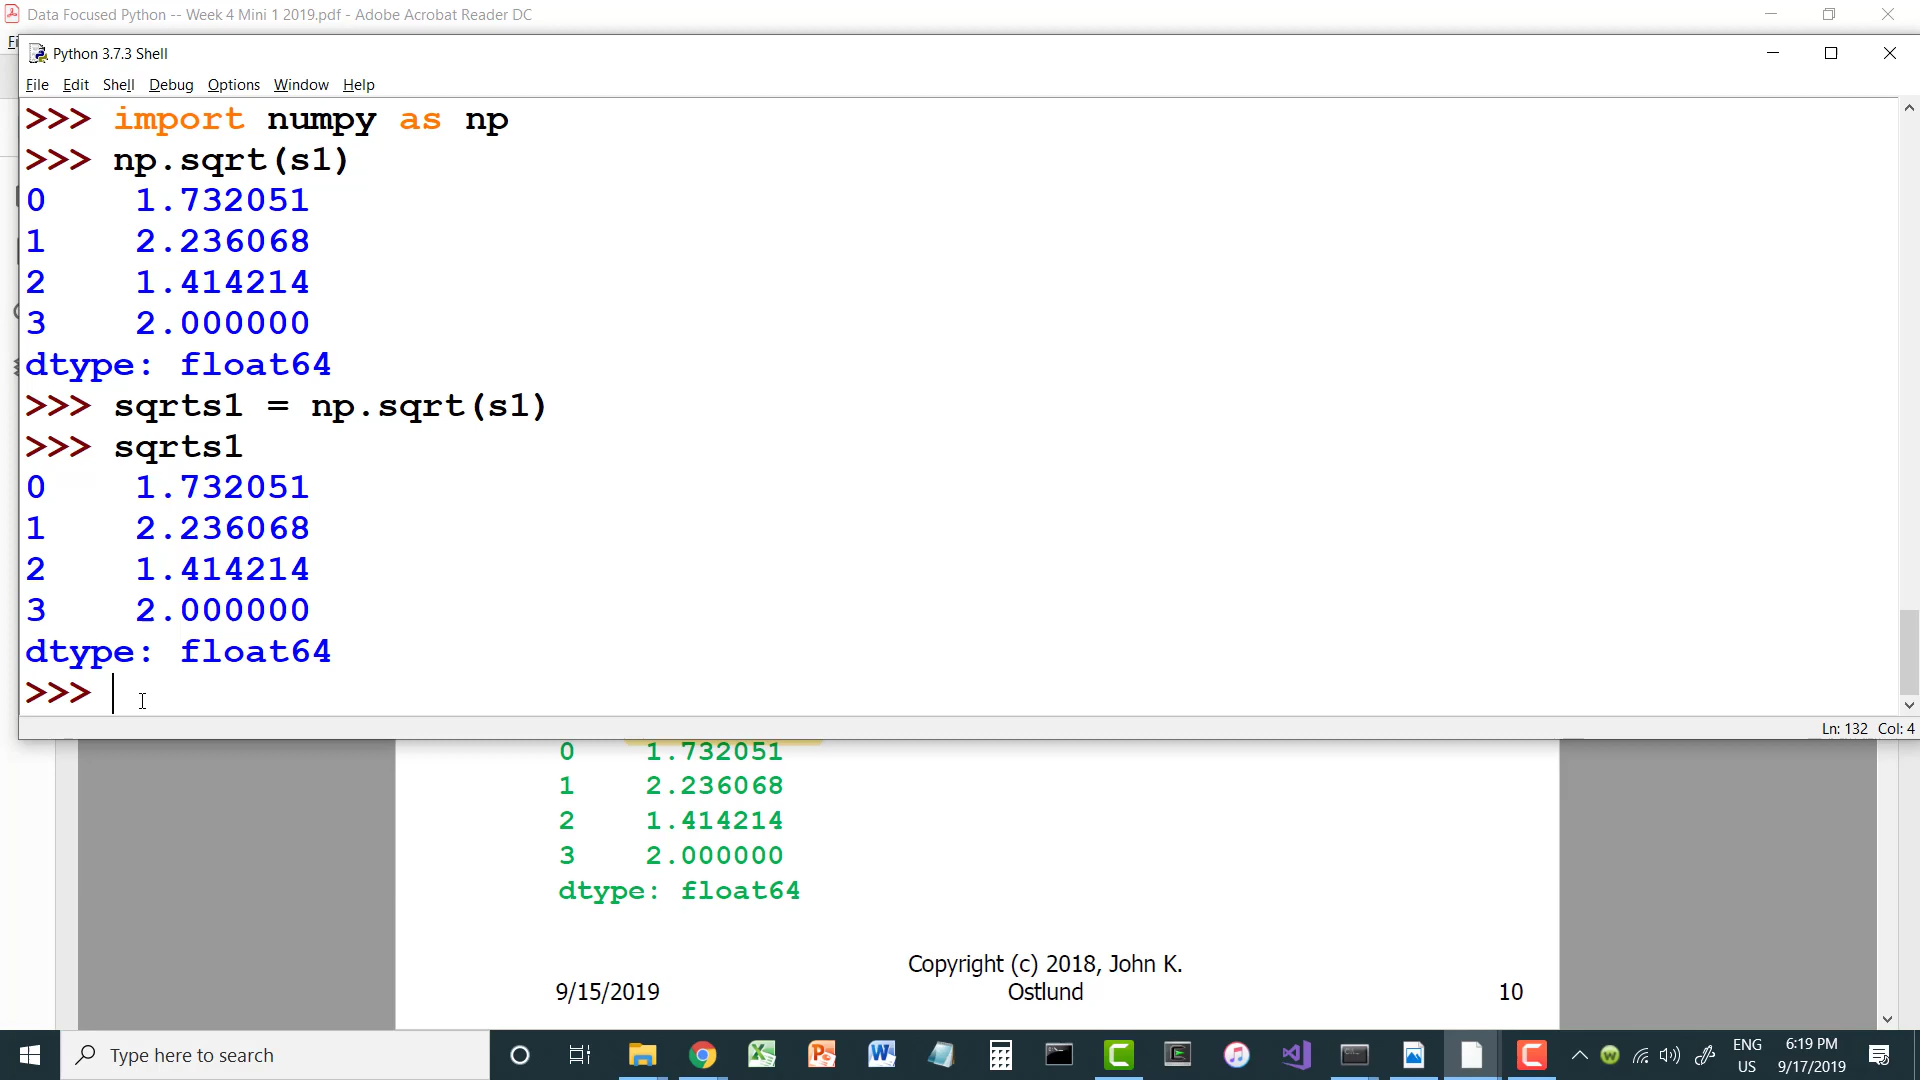 Data Focused Python -- Week 4 Mini 1 2019.pdf - Adobe Acrobat Reader DC
Python 3.7.3 Shell
File Edit Shell Debug Options Window Help
>>> import numpy as np
>>> np.sqrt(s1)
0 1.732051
1 2.236068
2 1.414214
3 2.000000
dtype: float64
>>> sqrts1 = np.sqrt(s1)
>>> sqrts1
0 1.732051
1 2.236068
2 1.414214
3 2.000000
dtype: float64
>>>
Ln: 132 Col: 4
0 1.732051
1 2.236068
2 1.414214
3 2.000000
dtype: float64
Copyright (c) 2018, John K.
Ostlund
9/15/2019
10
Type here to search
ENG
US
6:19 PM
9/17/2019